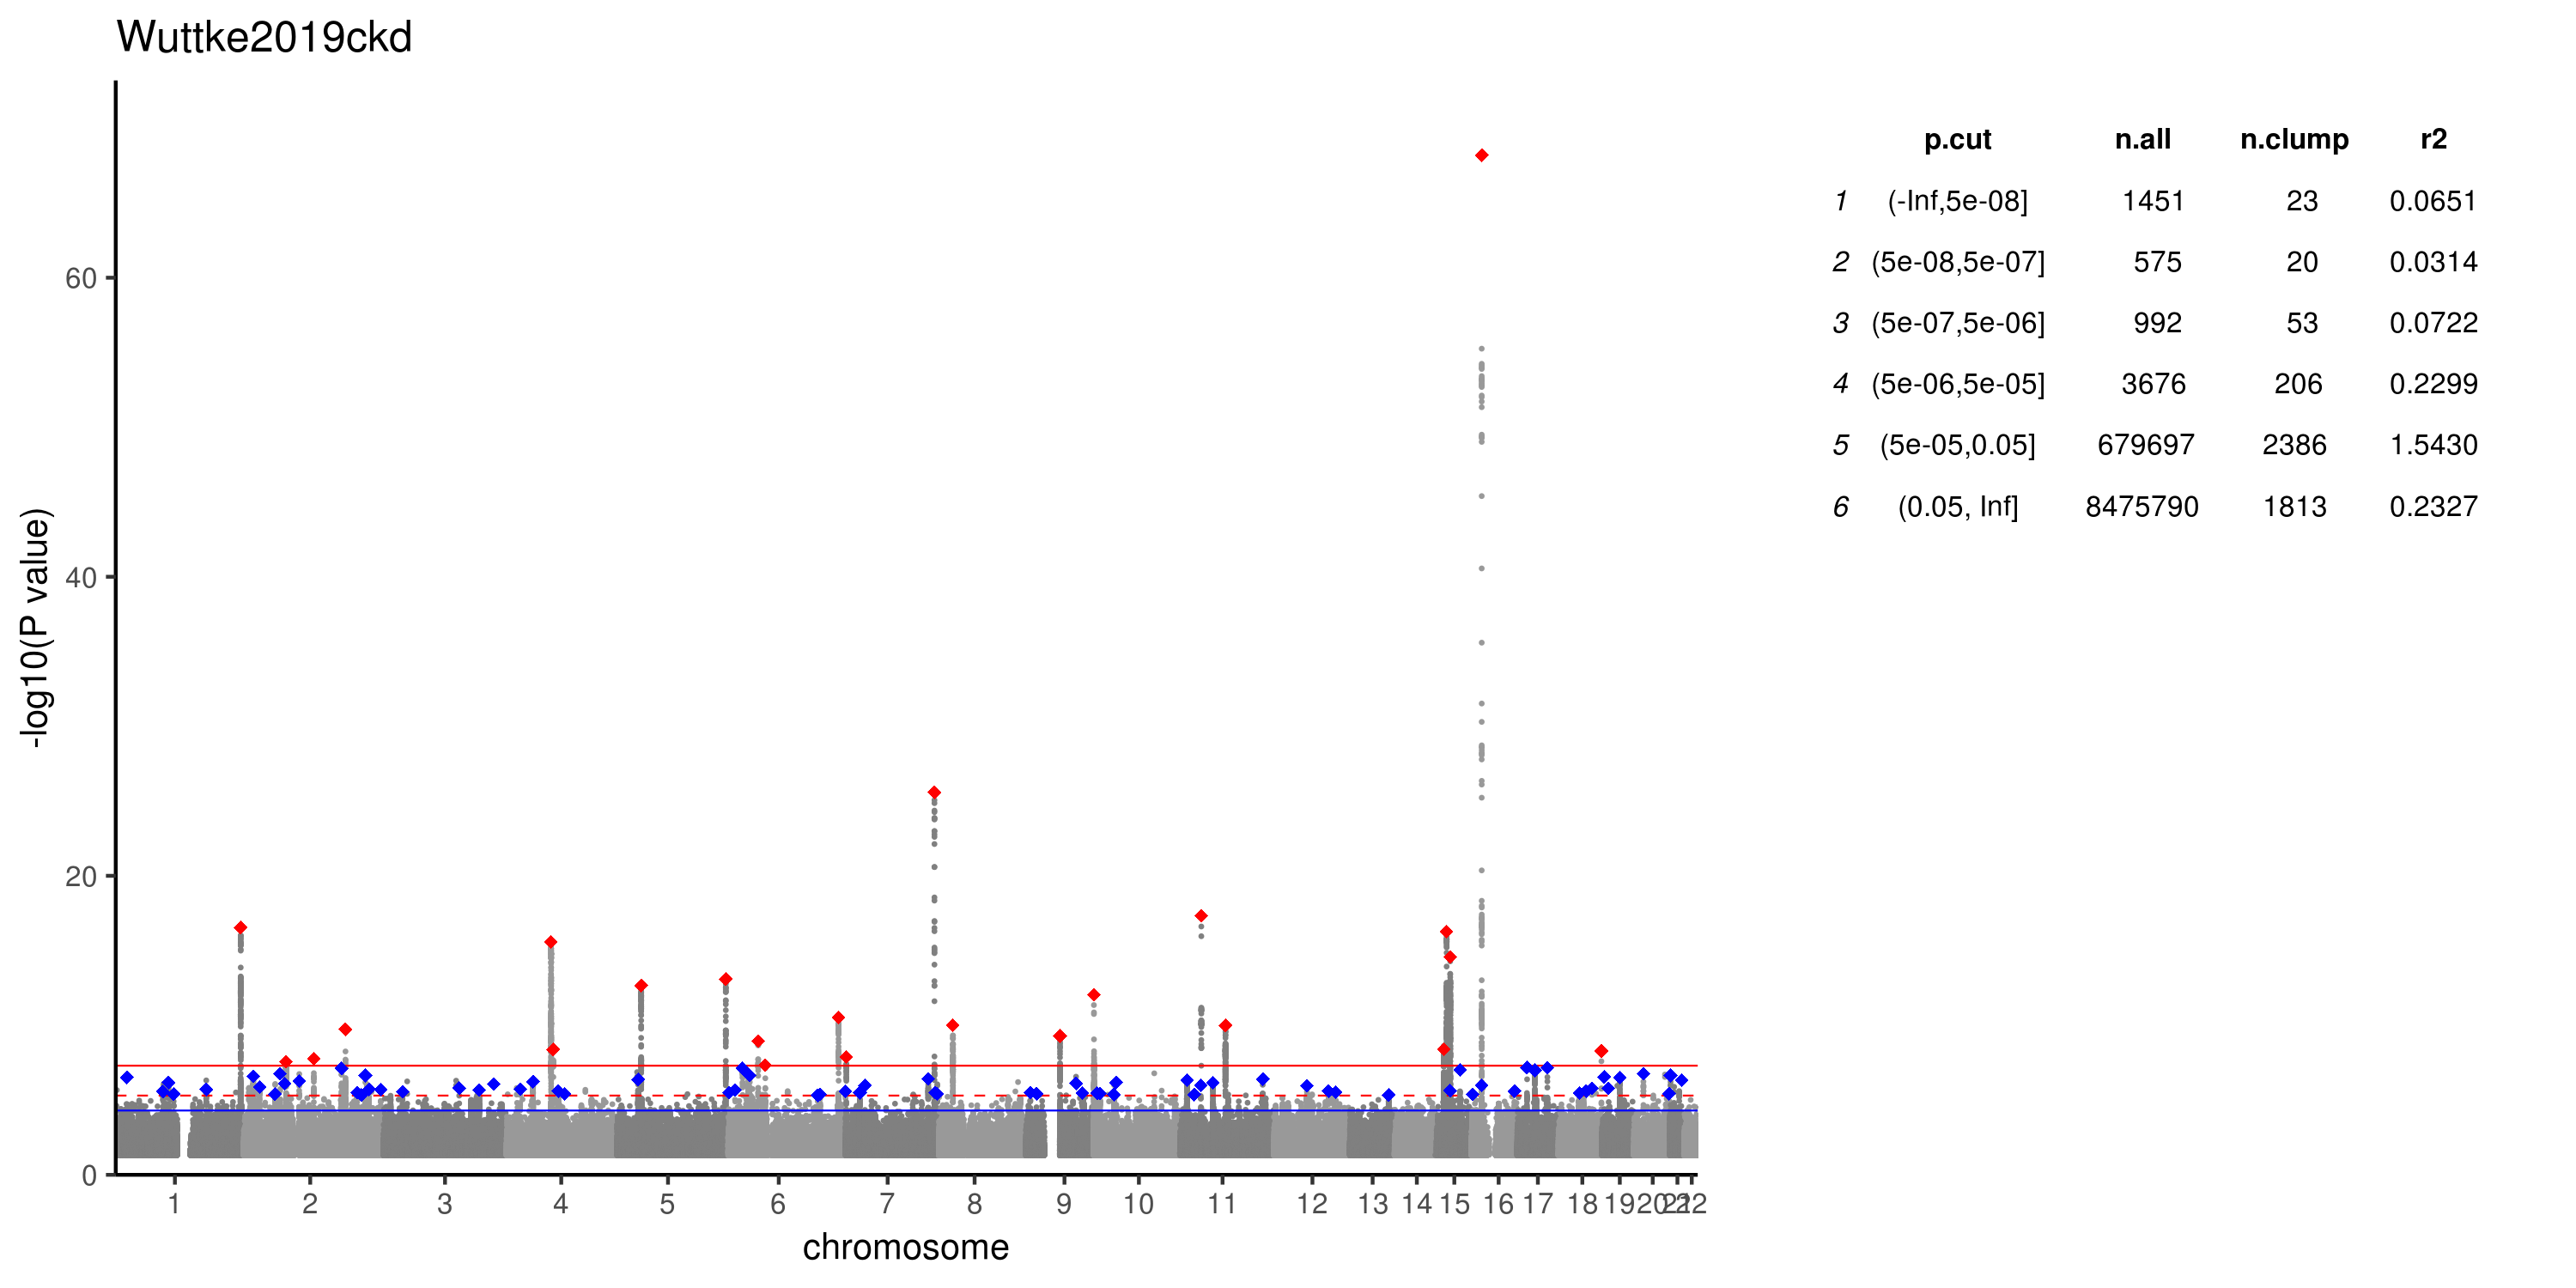 Wuttke2019ckd
-log10(P value)
60
40
20
0
1 2 3 4 5 6 7 8 9 10 11 12 13 14 15 16 17 18 19 20 21 22
chromosome
p.cut n.all n.clump r2
1 (-Inf,5e-08] 1451 23 0.0651
2 (5e-08,5e-07] 575 20 0.0314
3 (5e-07,5e-06] 992 53 0.0722
4 (5e-06,5e-05] 3676 206 0.2299
5 (5e-05,0.05] 679697 2386 1.5430
6 (0.05, Inf] 8475790 1813 0.2327